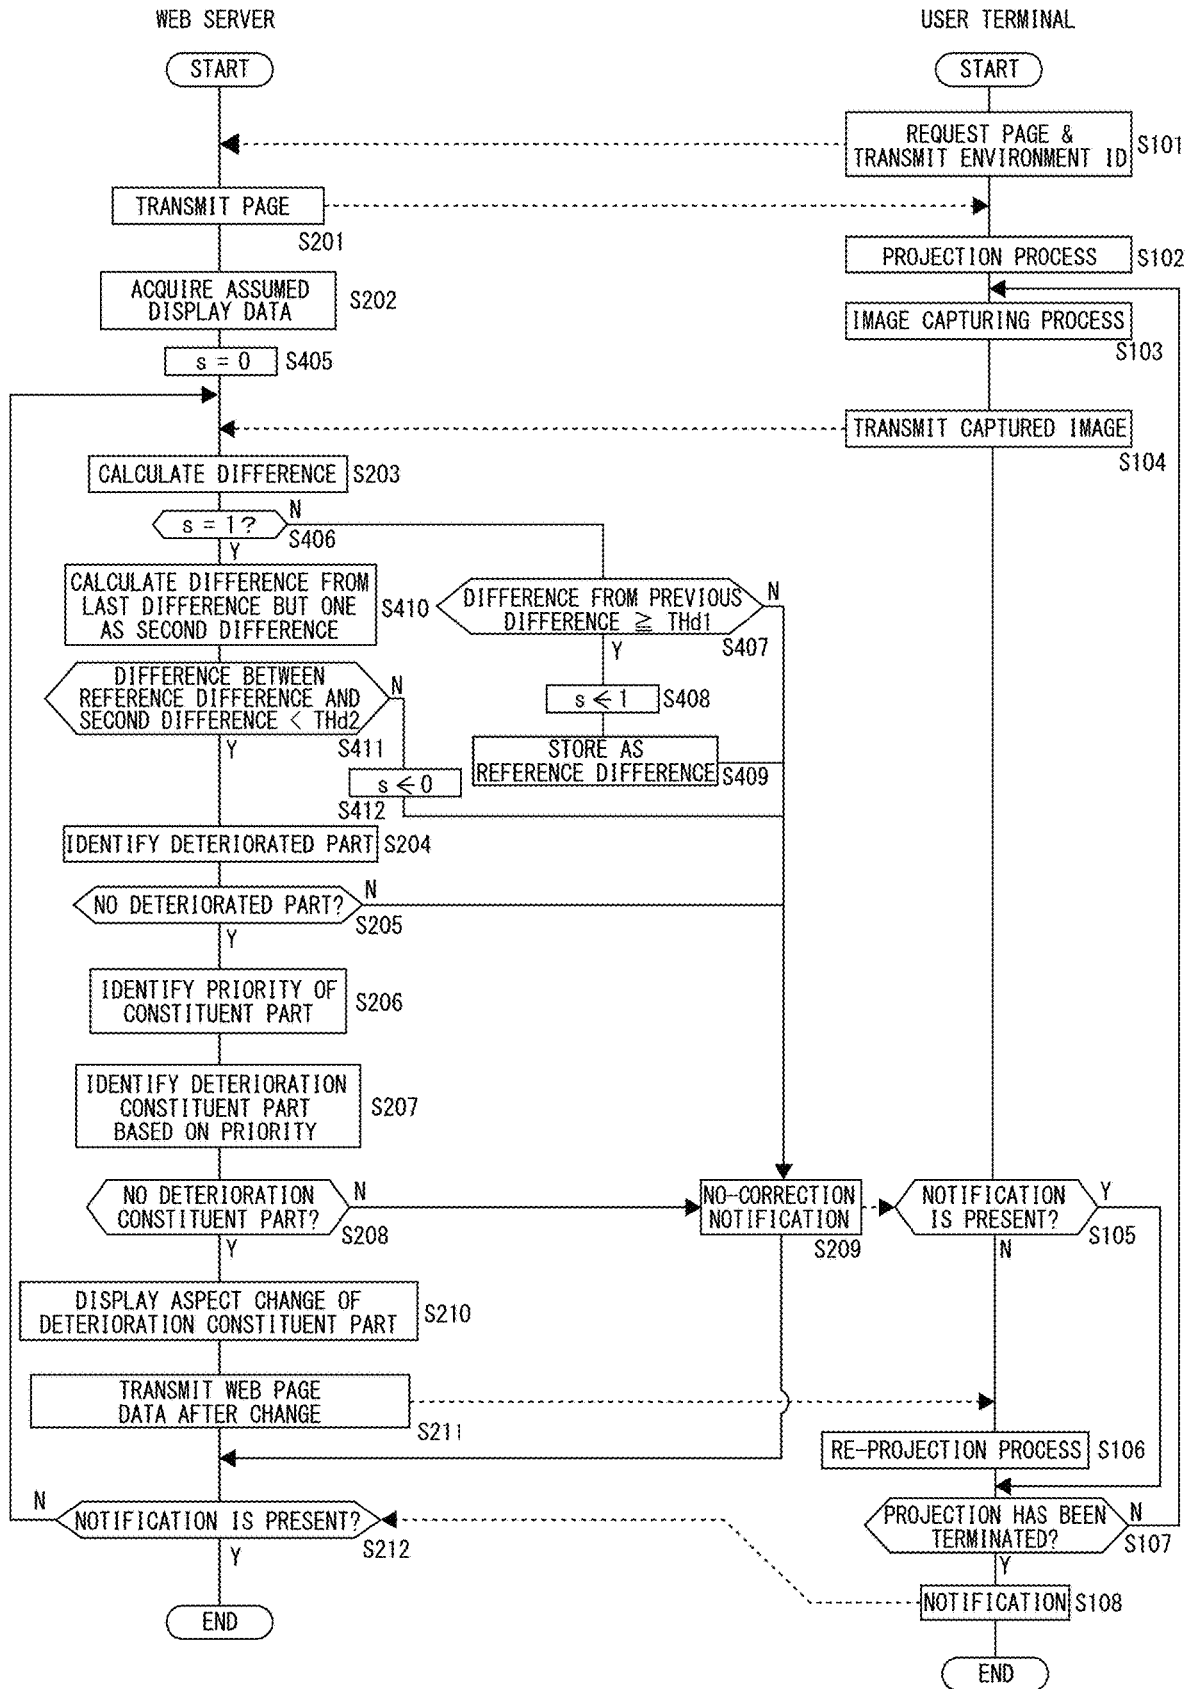 WEB SERVER
USER TERMINAL
START
START
REQUEST PAGE &
TRANSMIT ENVIRONMENT ID
S101
TRANSMIT PAGE
S201
PROJECTION PROCESS
S102
ACQUIRE ASSUMED
DISPLAY DATA
S202
IMAGE CAPTURING PROCESS
S103
s = 0
S405
TRANSMIT CAPTURED IMAGE
S104
CALCULATE DIFFERENCE
S203
s = 1?
N
S406
Y
CALCULATE DIFFERENCE FROM
LAST DIFFERENCE BUT ONE
AS SECOND DIFFERENCE
S410
DIFFERENCE FROM PREVIOUS
DIFFERENCE ≧ THd1
N
S407
Y
DIFFERENCE BETWEEN
REFERENCE DIFFERENCE AND
SECOND DIFFERENCE < THd2
N
S411
Y
s ← 1
S408
STORE AS
REFERENCE DIFFERENCE
S409
s ← 0
S412
IDENTIFY DETERIORATED PART
S204
NO DETERIORATED PART?
N
S205
Y
IDENTIFY PRIORITY OF
CONSTITUENT PART
S206
IDENTIFY DETERIORATION
CONSTITUENT PART
BASED ON PRIORITY
S207
NO DETERIORATION
CONSTITUENT PART?
N
S208
Y
NO-CORRECTION
NOTIFICATION
S209
NOTIFICATION
IS PRESENT?
Y
S105
N
DISPLAY ASPECT CHANGE OF
DETERIORATION CONSTITUENT PART
S210
TRANSMIT WEB PAGE
DATA AFTER CHANGE
S211
RE-PROJECTION PROCESS
S106
N
NOTIFICATION IS PRESENT?
S212
Y
PROJECTION HAS BEEN
TERMINATED?
N
S107
Y
NOTIFICATION
S108
END
END